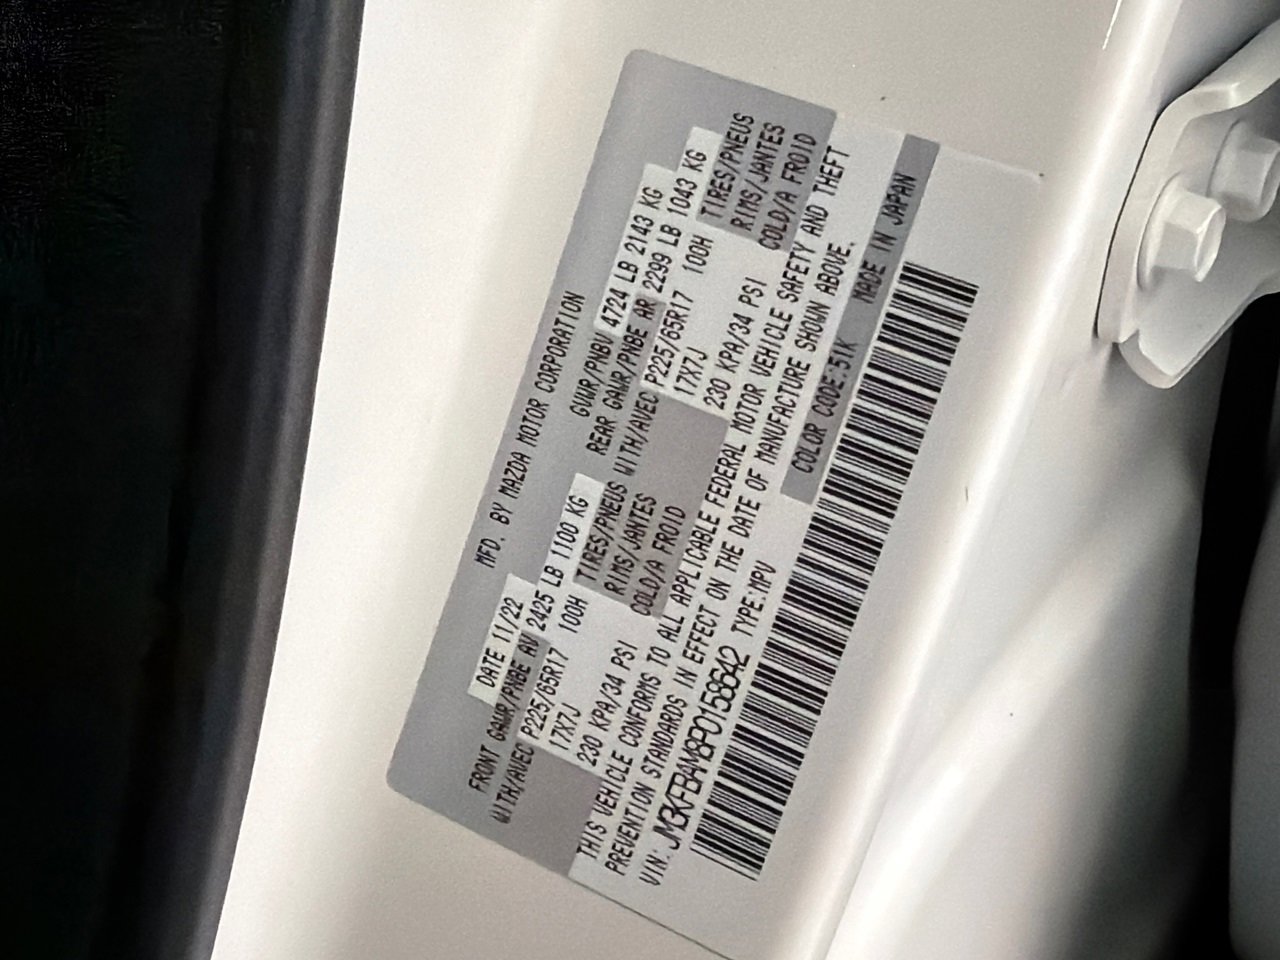 MFD. BY MAZDA MOTOR CORPORATION
DATE 11/22 GVWR/PNBV 4724 LB 2143 KG
FRONT GAWR/PNBE AV 2425 LB 1100 KG REAR GAWR/PNBE AR 2299 LB 1043 KG
WITH/AVEC P225/65R17 100H TIRES/PNEUS WITH/AVEC P225/65R17 100H TIRES/PNEUS
17X7J RIMS/JANTES 17X7J RIMS/JANTES
230 KPA/34 PSI COLD/A FROID 230 KPA/34 PSI COLD/A FROID
THIS VEHICLE CONFORMS TO ALL APPLICABLE FEDERAL MOTOR VEHICLE SAFETY AND THEFT
PREVENTION STANDARDS IN EFFECT ON THE DATE OF MANUFACTURE SHOWN ABOVE.
VIN: JM3KFBAM8P0158642 TYPE:MPV COLOR CODE:51K MADE IN JAPAN